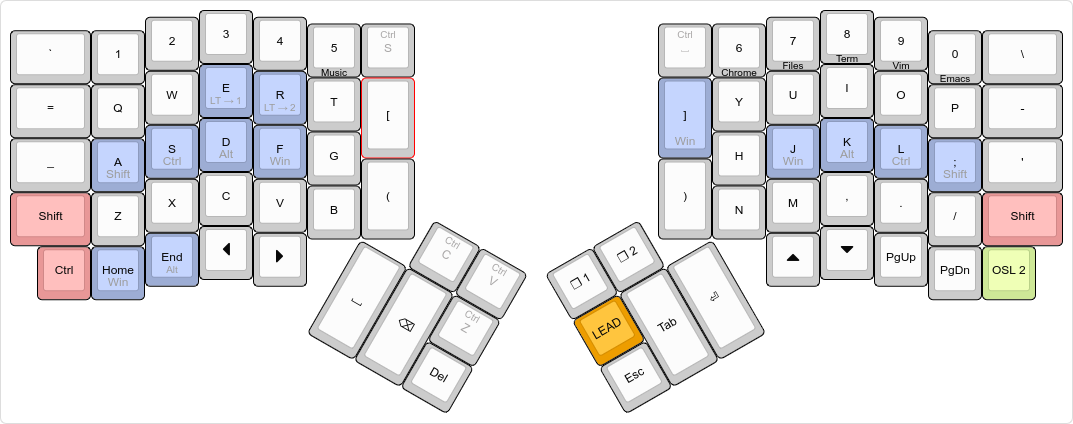 ` 1 2 3 4 5 Ctrl S
= Q W E LT → 1 R LT → 2 Music T [
_ A Shift S Ctrl D Alt F Win G
Shift Z X C V B (
Ctrl Home Win End Alt
Ctrl C
Ctrl V
Ctrl Z
Del
Ctrl _ 6 7 8 9 0 \
Chrome Files Term Vim Emacs
] Win Y U I O P -
H J Win K Alt L Ctrl ; Shift '
) N M , . / Shift
PgUp PgDn OSL 2
1
2
LEAD Tab
Esc